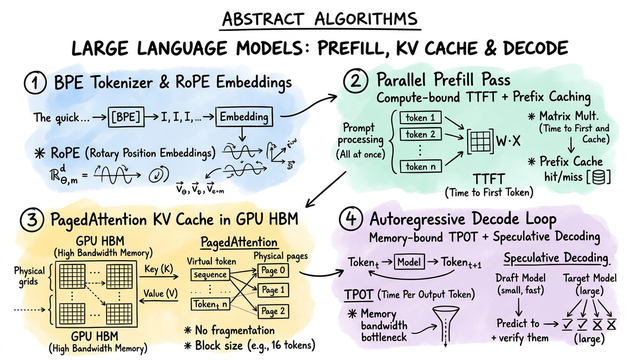 ABSTRACT ALGORITHMS
LARGE LANGUAGE MODELS: PREFILL, KV CACHE & DECODE
1 BPE Tokenizer & RoPE Embeddings
The quick... [BPE] I, I, I, ... Embedding
* RoPE (Rotary Position Embeddings)
2 Parallel Prefill Pass
Compute-bound TTFT + Prefix Caching
Prompt
processing
(All at once)
token 1
token 2
token n
W·X
TTFT
(Time to First Token)
* Matrix Mult.
(Time to First and
Cache)
* Prefix Cache
hit/miss
3 PagedAttention KV Cache in GPU HBM
GPU HBM
(High Bandwidth Memory)
Physical
grids
GPU HBM
(High Bandwidth Memory)
Key (K)
Value (V)
PagedAttention
Virtual token
Physical pages
Sequence
Token_t n
Page 0
Page 1
Page 2
* No fragmentation
* Block size (e.g., 16 tokens)
4 Autoregressive Decode Loop
Memory-bound TPOT + Speculative Decoding
Token_t Model Token_t+1
TPOT (Time Per Output Token)
* Memory
bandwidth
bottleneck
Speculative Decoding
Draft Model
(small, fast)
Target Model
(large)
Predict to
+ verify them
(large)